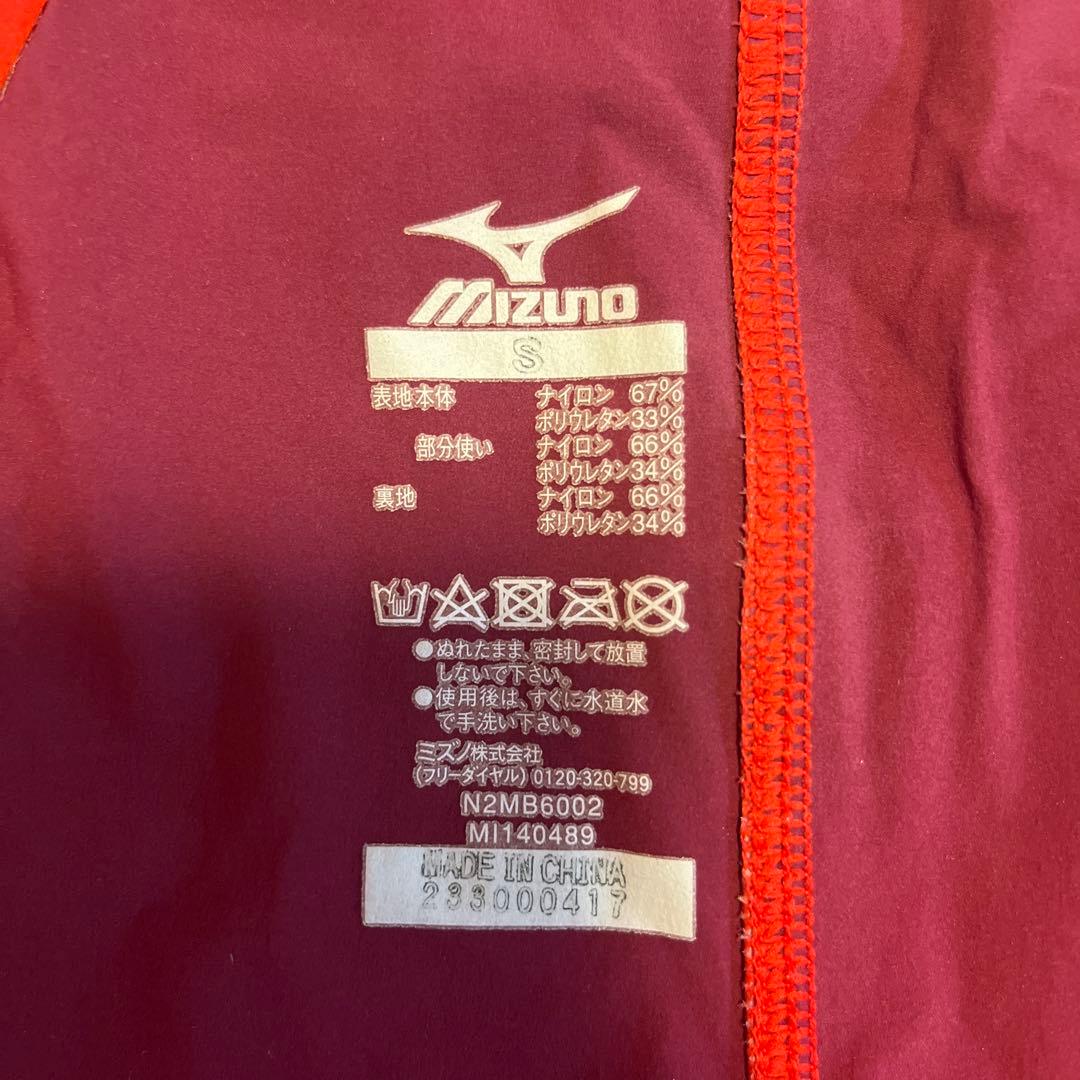 MIZUNO
S
表地本体 ナイロン 67%
ポリウレタン33%
部分使い ナイロン 66%
ポリウレタン34%
裏地 ナイロン 66%
ポリウレタン34%
●ぬれたまま、密封して放置
しないで下さい。
●使用後は、すぐに水道水
で手洗い下さい。
ミズノ株式会社
(フリーダイヤル) 0120-320-799
N2MB6002
MI140489
MADE IN CHINA
233000417